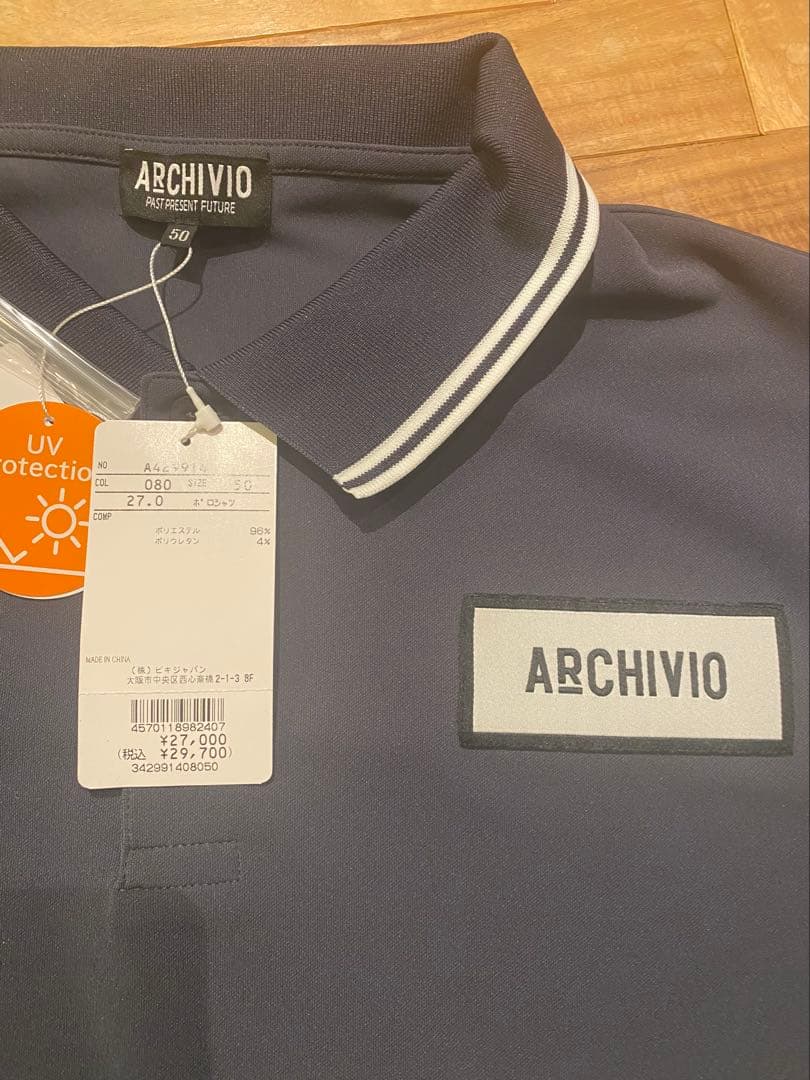 ARCHIVIO
PAST PRESENT FUTURE
50
UV
rotectio
NO A429914
COL 080 SIZE 50
27.0 ポロシャツ
COMP
ポリエステル 96%
ポリウレタン 4%
MADE IN CHINA
(株)ビキジャパン
大阪市中央区西心斎橋2-1-3 8F
4570118982407
¥27,000
(税込 ¥29,700)
342991408050
ARCHIVIO